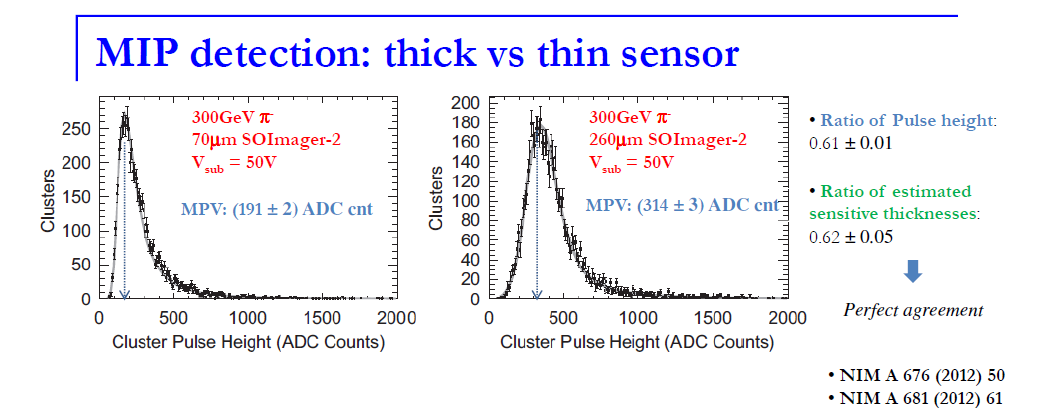 MIP detection: thick vs thin sensor
300GeV π-
70μm SOImager-2
Vsub = 50V
MPV: (191 ± 2) ADC cnt
Clusters
250
200
150
100
50
0
0 500 1000 1500 2000
Cluster Pulse Height (ADC Counts)
300GeV π-
260μm SOImager-2
Vsub = 50V
MPV: (314 ± 3) ADC cnt
Clusters
200
180
160
140
120
100
80
60
40
20
0
0 500 1000 1500 2000
Cluster Pulse Height (ADC Counts)
• Ratio of Pulse height:
0.61 ± 0.01
• Ratio of estimated
sensitive thicknesses:
0.62 ± 0.05
Perfect agreement
• NIM A 676 (2012) 50
• NIM A 681 (2012) 61